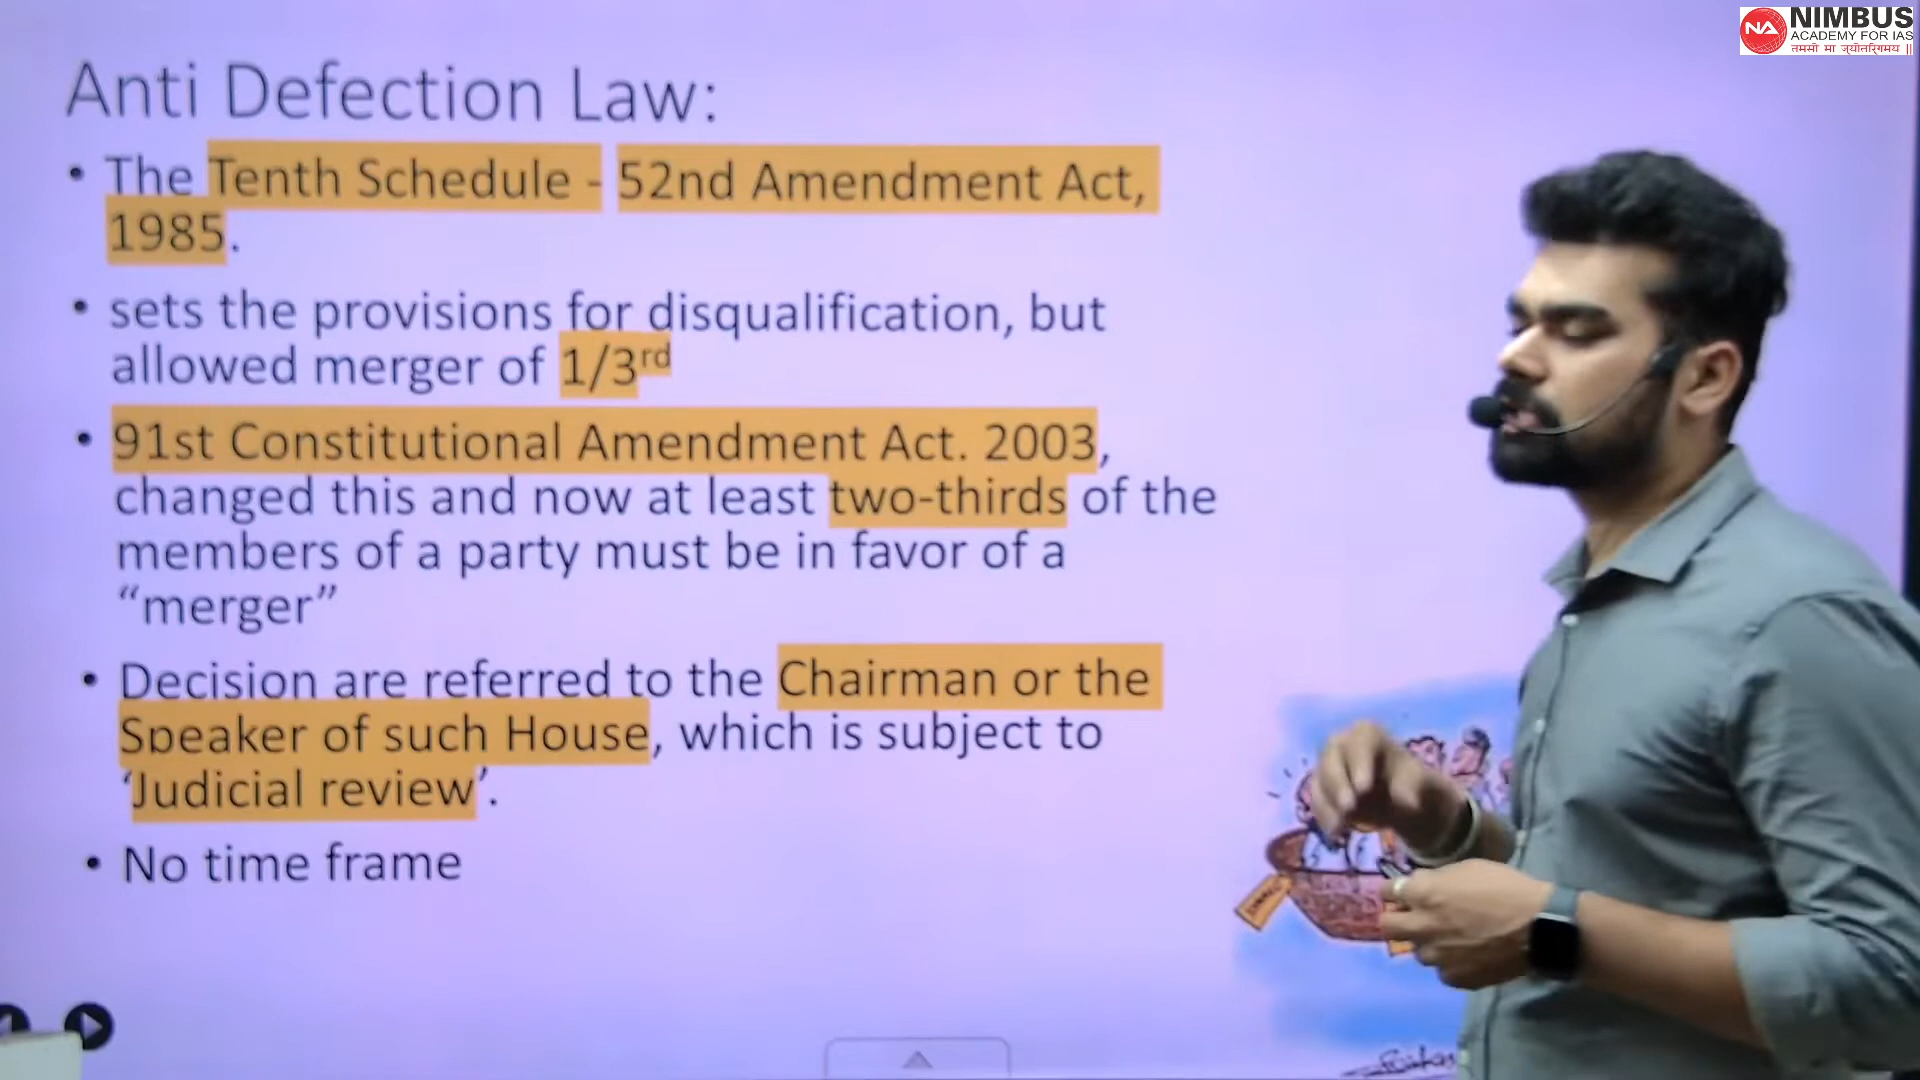 NIMBUS
ACADEMY FOR IAS
तमसो मा ज्योतिर्गमय ||
Anti Defection Law:
• The Tenth Schedule - 52nd Amendment Act,
1985.
• sets the provisions for disqualification, but
allowed merger of 1/3rd
• 91st Constitutional Amendment Act. 2003,
changed this and now at least two-thirds of the
members of a party must be in favor of a
“merger”
• Decision are referred to the Chairman or the
Speaker of such House, which is subject to
‘Judicial review’.
• No time frame